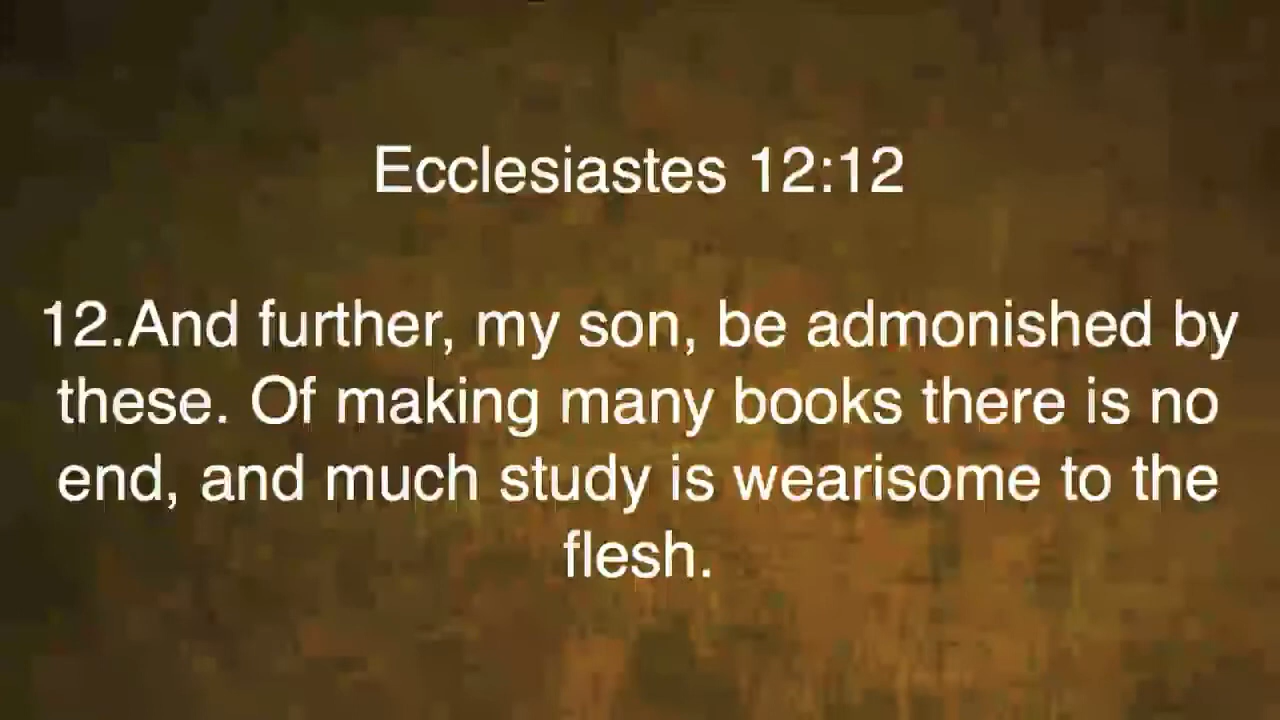 Ecclesiastes 12:12
12.And further, my son, be admonished by
these. Of making many books there is no
end, and much study is wearisome to the
flesh.